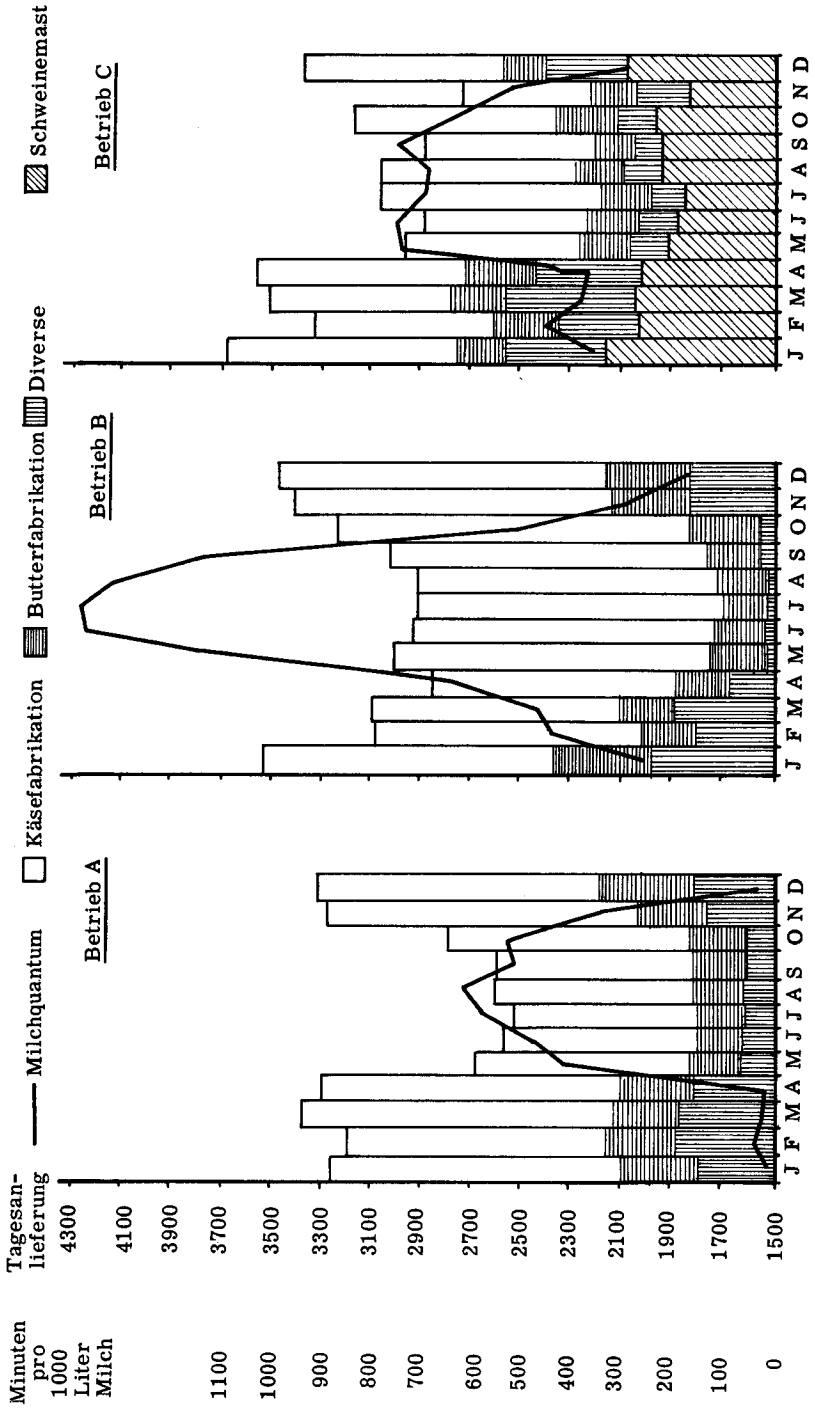 Minuten
pro
1000
Liter
Milch
Tagesan-
lieferung
Milchquantum
Käsefabrikation
Butterfabrikation
Diverse
Schweinemast
Betrieb A
Betrieb B
Betrieb C
4300
4100
3900
1100 3700
1000 3500
900 3300
800 3100
700 2900
600 2700
500 2500
400 2300
300 2100
200 1900
100 1700
0 1500
J F M A M J J A S O N D
J F M A M J J A S O N D
J F M A M J J A S O N D